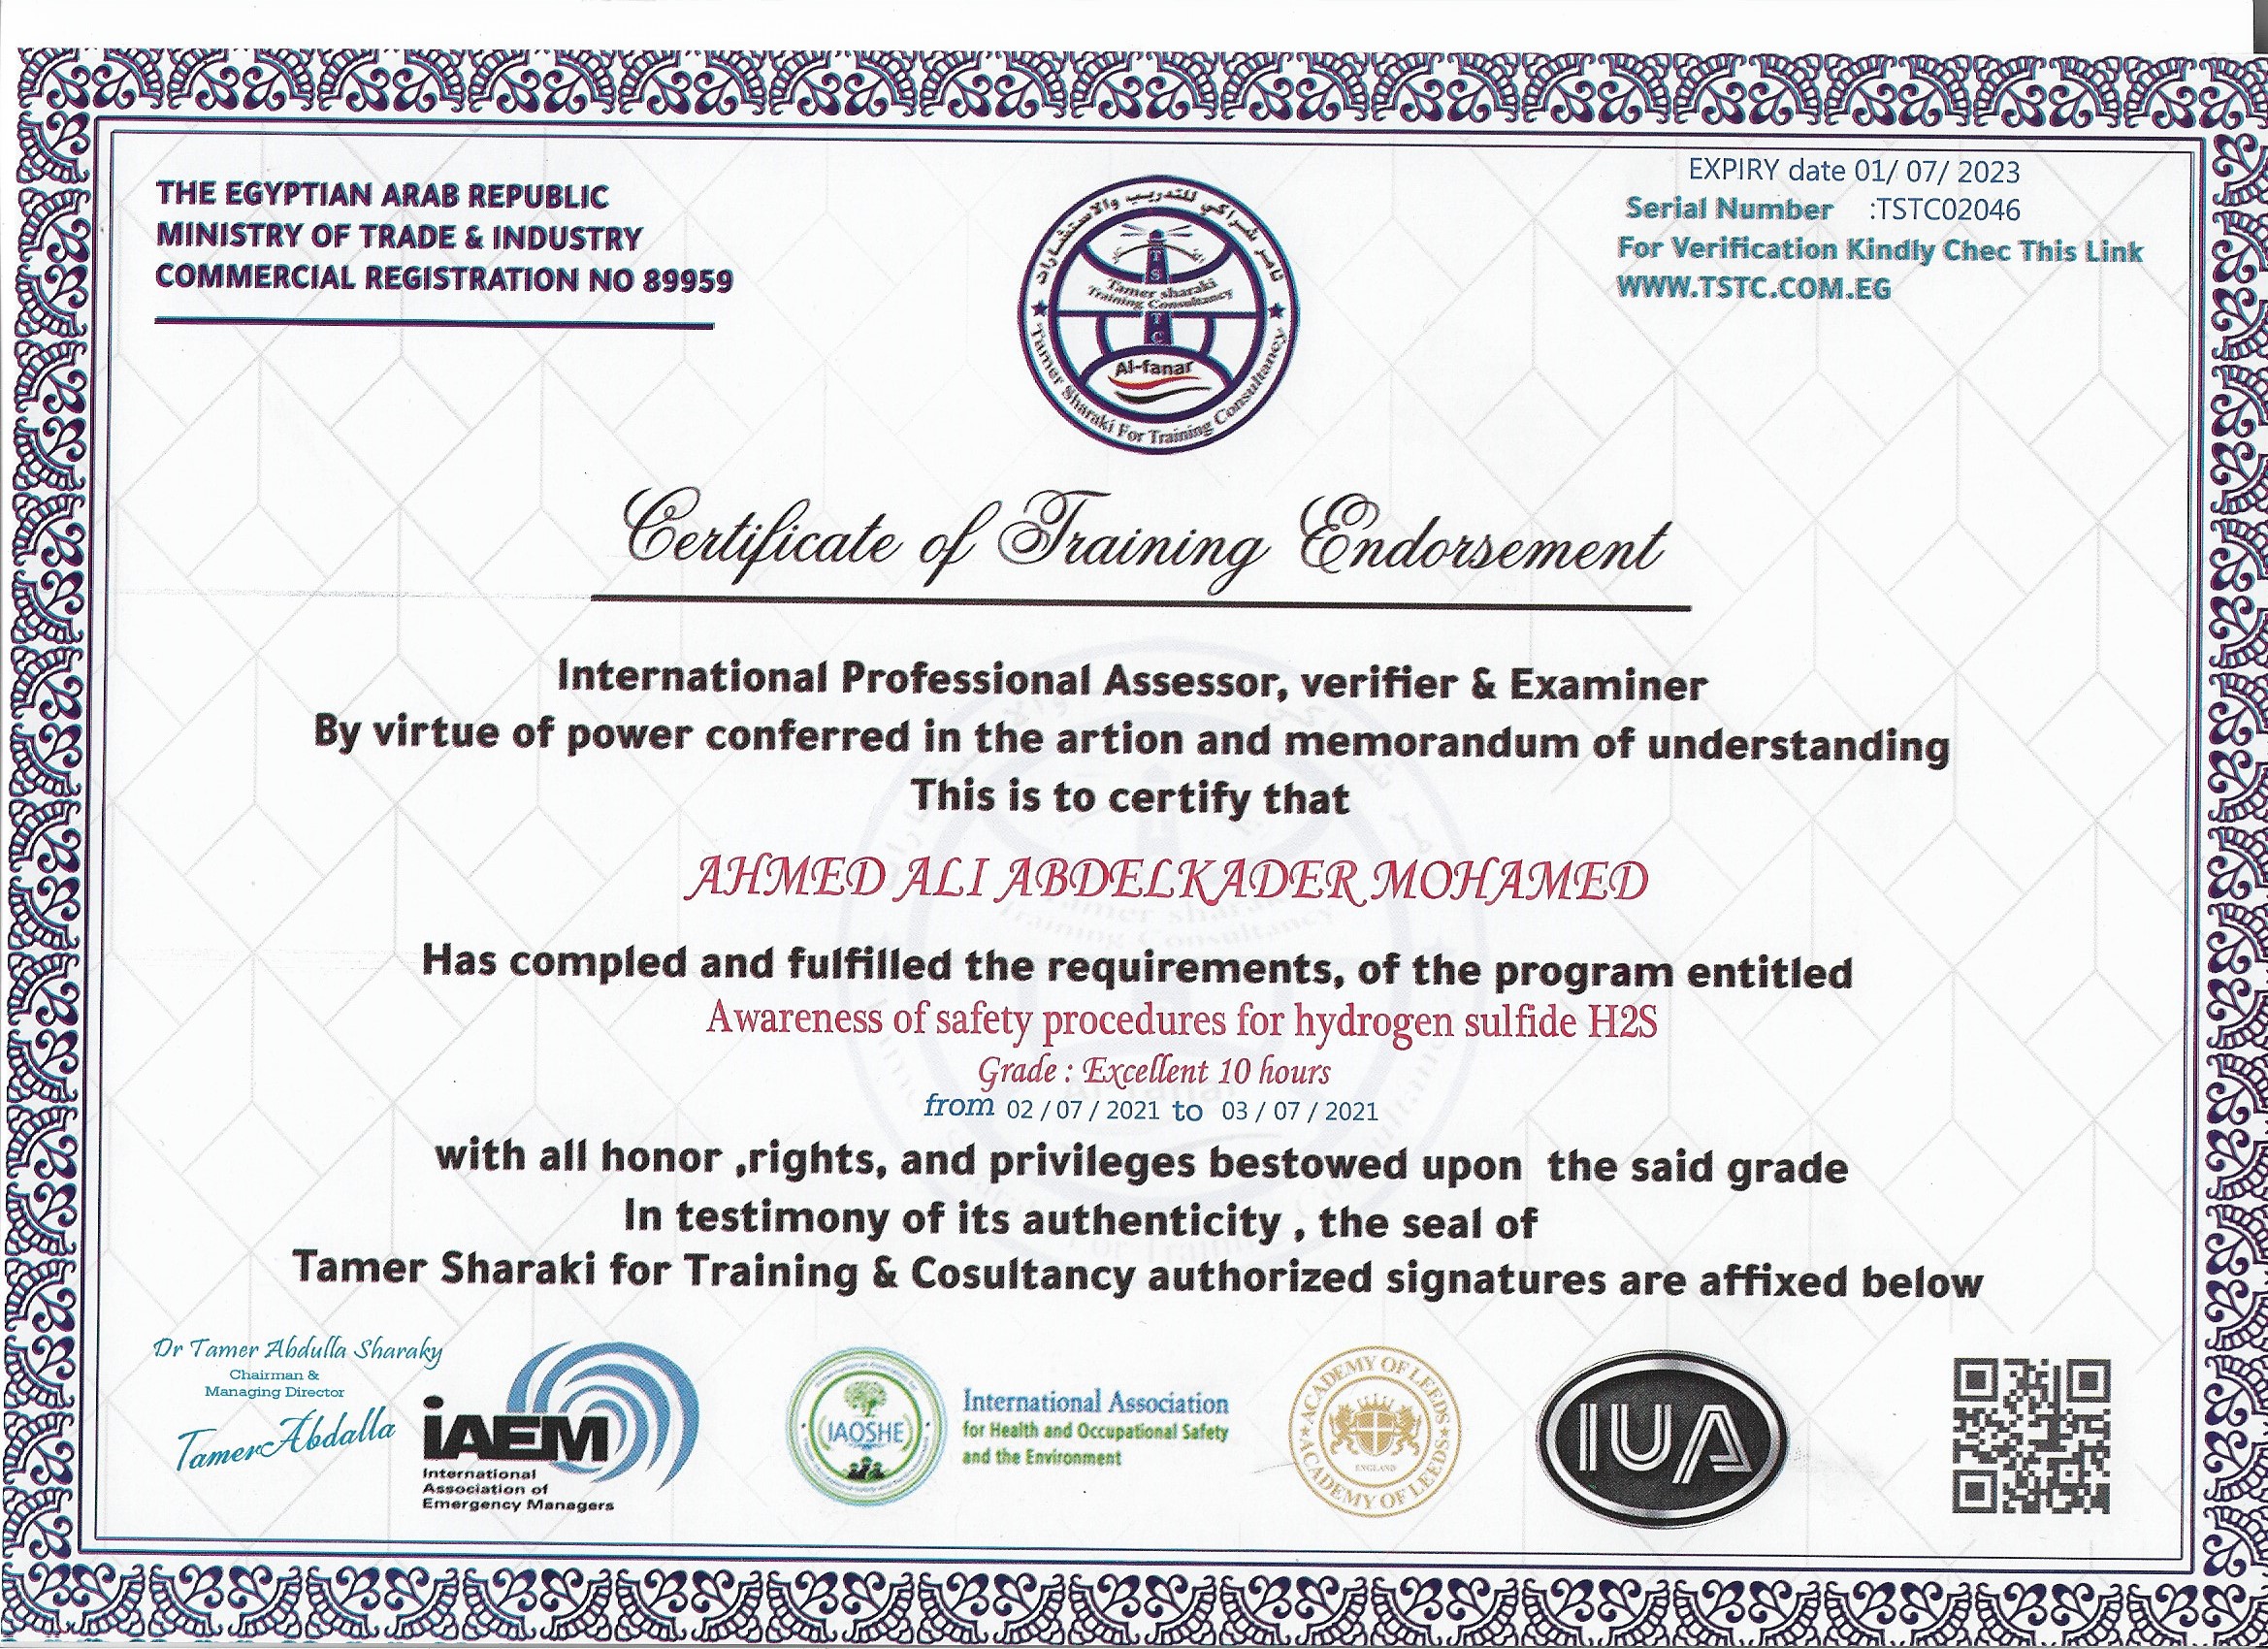 THE EGYPTIAN ARAB REPUBLIC
MINISTRY OF TRADE & INDUSTRY
COMMERCIAL REGISTRATION NO 89959
تامر شراكي للتدريب والاستشارات
T
S
Tamer sharaki
Training Consultancy
T
C
Al-fanar
Tamer Sharaki For Training Consultancy
EXPIRY date 01/ 07/ 2023
Serial Number :TSTC02046
For Verification Kindly Chec This Link
WWW.TSTC.COM.EG
Certificate of Training Endorsement
International Professional Assessor, verifier & Examiner
By virtue of power conferred in the artion and memorandum of understanding
This is to certify that
AHMED ALI ABDELKADER MOHAMED
Has compled and fulfilled the requirements, of the program entitled
Awareness of safety procedures for hydrogen sulfide H2S
Grade : Excellent 10 hours
from 02 / 07 / 2021 to 03 / 07 / 2021
with all honor ,rights, and privileges bestowed upon the said grade
In testimony of its authenticity , the seal of
Tamer Sharaki for Training & Cosultancy authorized signatures are affixed below
Dr Tamer Abdulla Sharaky
Chairman &
Managing Director
Tamer Abdalla
iAEM
International
Association of
Emergency Managers
IAOSHE
International Association
for Health and Occupational Safety
and the Environment
ACADEMY OF LEEDS
ENGLAND
ACADEMY OF LEEDS
IUA